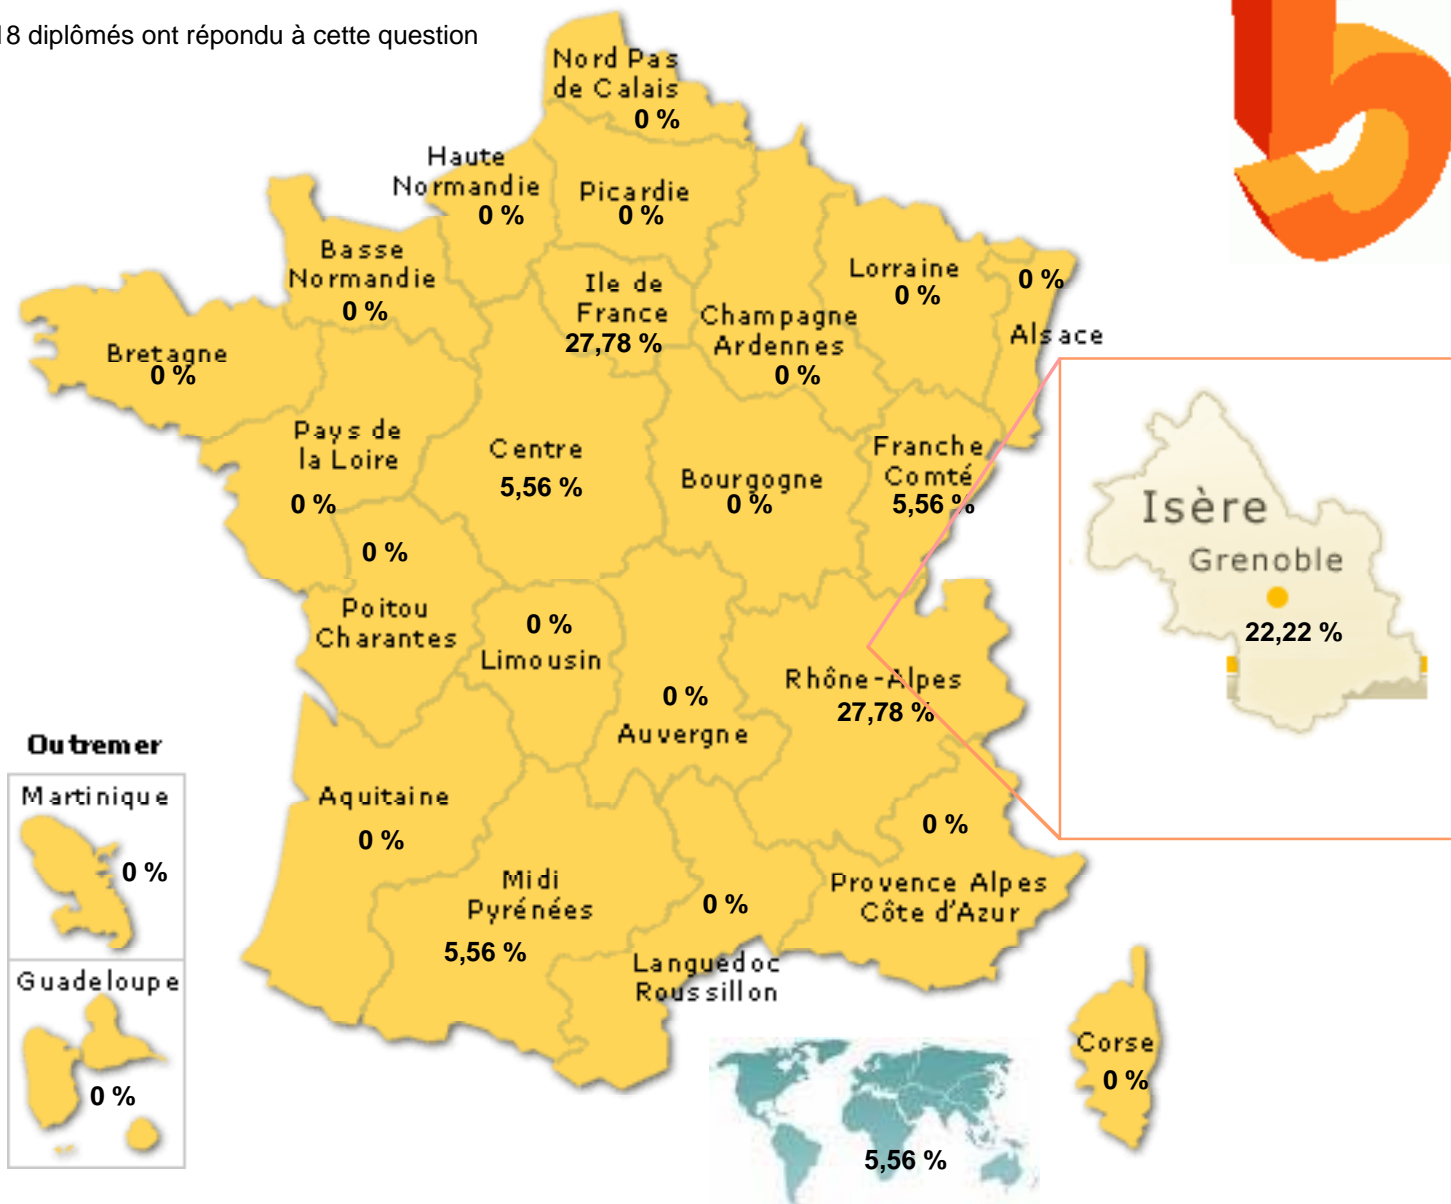 18 diplômés ont répondu à cette question
Nord Pas
de Calais
0 %
Haute
Normandie
0 %
Picardie
0 %
Basse
Normandie
0 %
Ile de
France
27,78 %
Champagne
Ardennes
0 %
Lorraine
0 %
0 %
Alsace
Bretagne
0 %
Pays de
la Loire
0 %
Centre
5,56 %
Bourgogne
0 %
Franche
Comté
5,56 %
Isère
Grenoble
22,22 %
0 %
Poitou
Charantes
0 %
Limousin
0 %
Auvergne
Rhône-Alpes
27,78 %
Outremer
Martinique
0 %
Guadeloupe
0 %
Aquitaine
0 %
Midi
Pyrénées
5,56 %
0 %
Languedoc
Roussillon
0 %
Provence Alpes
Côte d'Azur
Corse
0 %
5,56 %